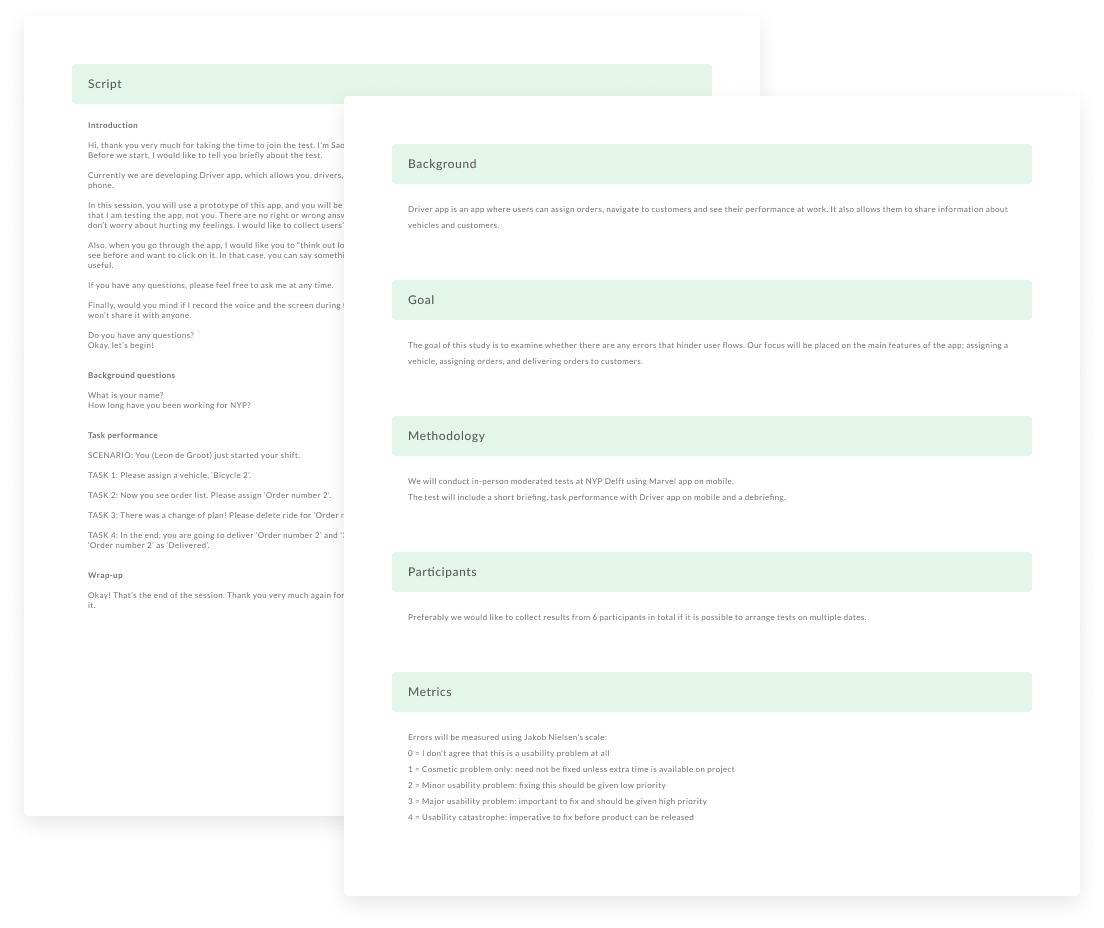 Script
Introduction
Hi, thank you very much for taking the time to join the test. I'm
Before we start, I would like to tell you briefly about the test.
Currently we are developing Driver app, which allows you, drivers,
phone.
In this session, you will use a prototype of this app, and you will be
that I am testing the app, not you. There are no right or wrong
don't worry about hurting my feelings. I would like to collect users'
Also, when you go through the app, I would like you to "think out
see before and want to click on it. In that case, you can say
useful.
If you have any questions, please feel free to ask me at any time.
Finally, would you mind if I record the voice and the screen during
won't share it with anyone.
Do you have any questions?
Okay, let's begin!
Background questions
What is your name?
How long have you been working for NYP?
Task performance
SCENARIO: You (Leon de Groot) just started your shift.
TASK 1: Please assign a vehicle, 'Bicycle 2'.
TASK 2: Now you see order list. Please assign 'Order number 2'.
TASK 3: There was a change of plan! Please delete ride for 'Order
TASK 4: In the end, you are going to deliver 'Order number 2' and
'Order number 2' as 'Delivered'.
Wrap-up
Okay! That's the end of the session. Thank you very much again for
it.
Background
Driver app is an app where users can assign orders, navigate to customers and see their performance at work. It also allows them to share information about
vehicles and customers.
Goal
The goal of this study is to examine whether there are any errors that hinder user flows. Our focus will be placed on the main features of the app; assigning a
vehicle, assigning orders, and delivering orders to customers.
Methodology
We will conduct in-person moderated tests at NYP Delft using Marvel app on mobile.
The test will include a short briefing, task performance with Driver app on mobile and a debriefing.
Participants
Preferably we would like to collect results from 6 participants in total if it is possible to arrange tests on multiple dates.
Metrics
Errors will be measured using Jakob Nielsen's scale:
0 = I don't agree that this is a usability problem at all
1 = Cosmetic problem only: need not be fixed unless extra time is available on project
2 = Minor usability problem: fixing this should be given low priority
3 = Major usability problem: important to fix and should be given high priority
4 = Usability catastrophe: imperative to fix before product can be released